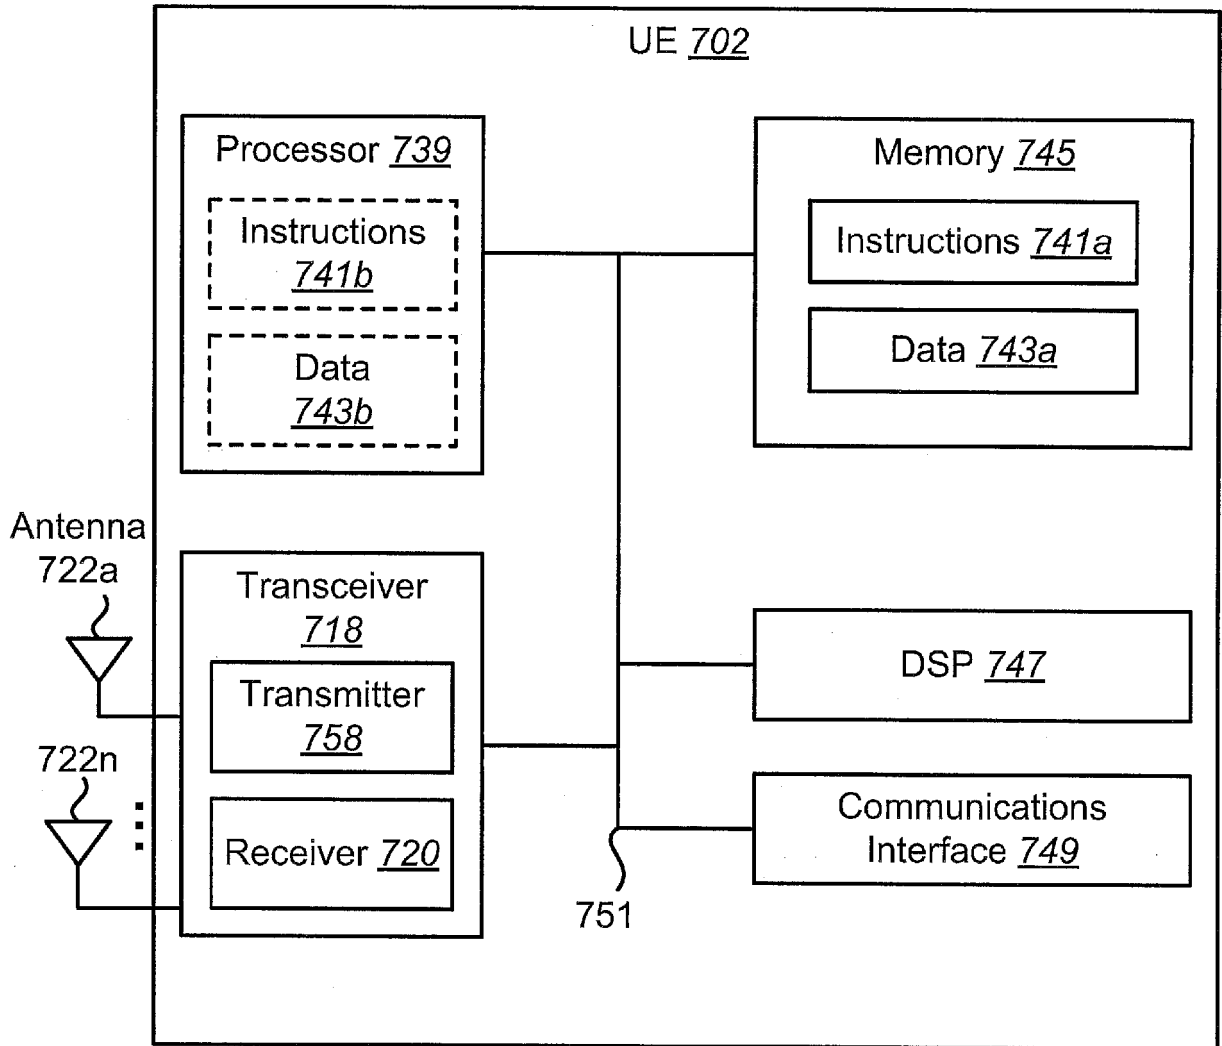 UE 702
Processor 739
Instructions
741b
Data
743b
Memory 745
Instructions 741a
Data 743a
Antenna
722a
722n
Transceiver
718
Transmitter
758
Receiver 720
DSP 747
Communications
Interface 749
751